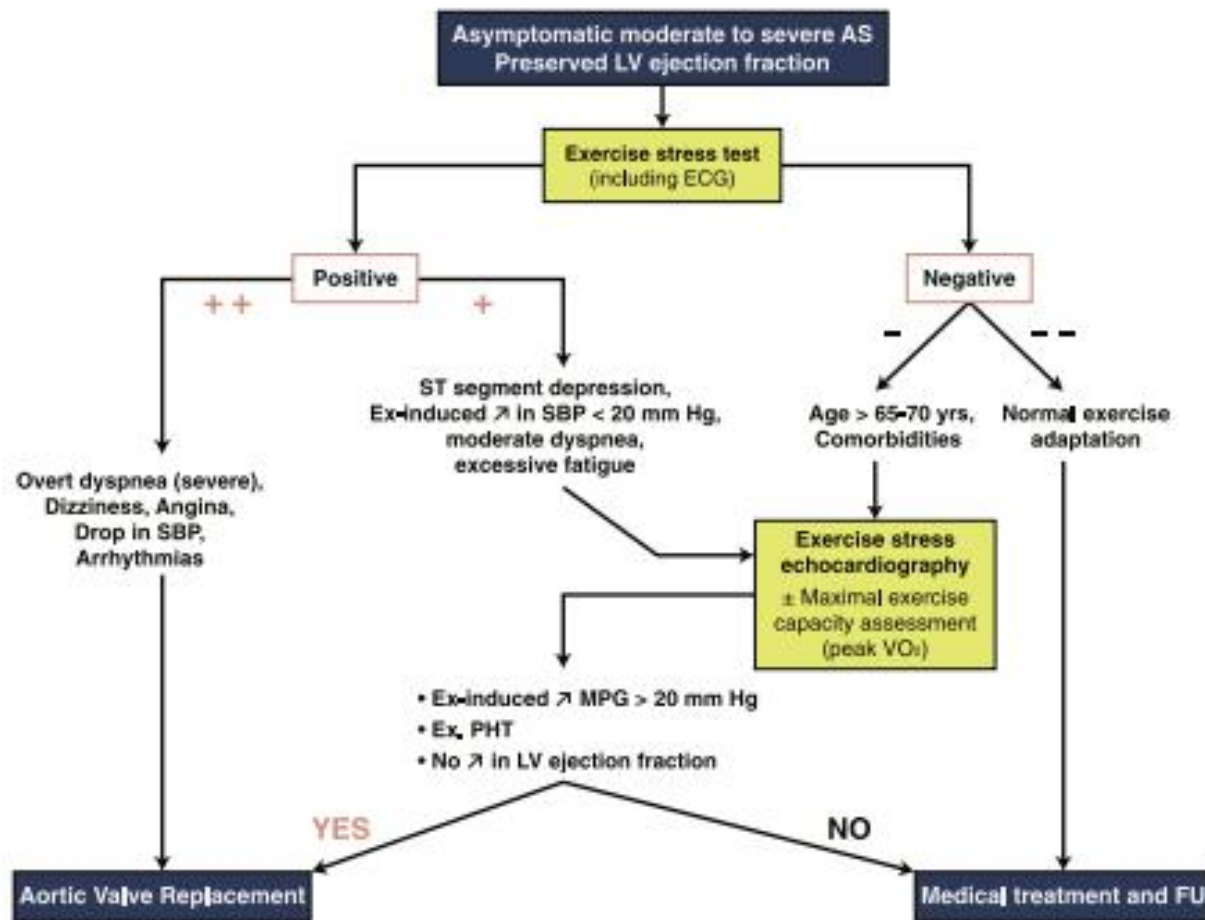 Asymptomatic moderate to severe AS
Preserved LV ejection fraction
Exercise stress test
(including ECG)
Positive
Negative
++
+
-
--
ST segment depression,
Ex-induced ↗ in SBP < 20 mm Hg,
moderate dyspnea,
excessive fatigue
Age > 65-70 yrs,
Comorbidities
Normal exercise
adaptation
Overt dyspnea (severe),
Dizziness, Angina,
Drop in SBP,
Arrhythmias
Exercise stress
echocardiography
± Maximal exercise
capacity assessment
(peak VO₂)
• Ex-induced ↗ MPG > 20 mm Hg
• Ex. PHT
• No ↗ in LV ejection fraction
YES
NO
Aortic Valve Replacement
Medical treatment and FU